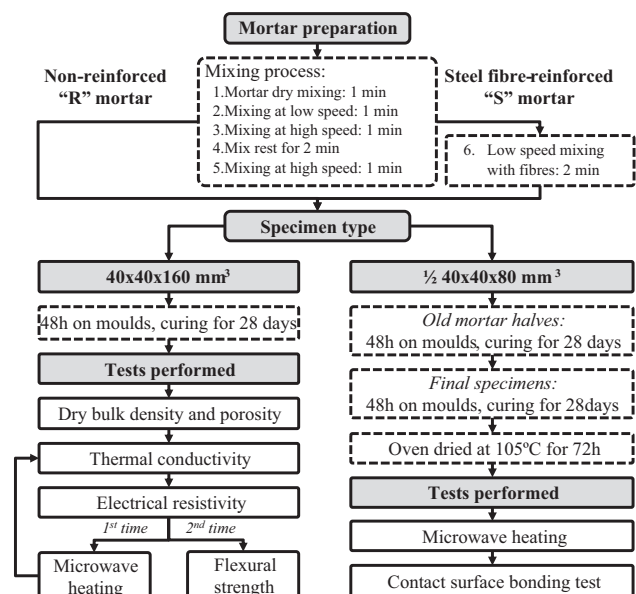 Mortar preparation
Non-reinforced
“R” mortar
Mixing process:
1.Mortar dry mixing: 1 min
2.Mixing at low speed: 1 min
3.Mixing at high speed: 1 min
4.Mix rest for 2 min
5.Mixing at high speed: 1 min
Steel fibre-reinforced
“S” mortar
6. Low speed mixing
with fibres: 2 min
Specimen type
40x40x160 mm³
48h on moulds, curing for 28 days
Tests performed
Dry bulk density and porosity
Thermal conductivity
Electrical resistivity
1st time 2nd time
Microwave
heating
Flexural
strength
½ 40x40x80 mm ³
Old mortar halves:
48h on moulds, curing for 28 days
Final specimens:
48h on moulds, curing for 28days
Oven dried at 105ºC for 72h
Tests performed
Microwave heating
Contact surface bonding test